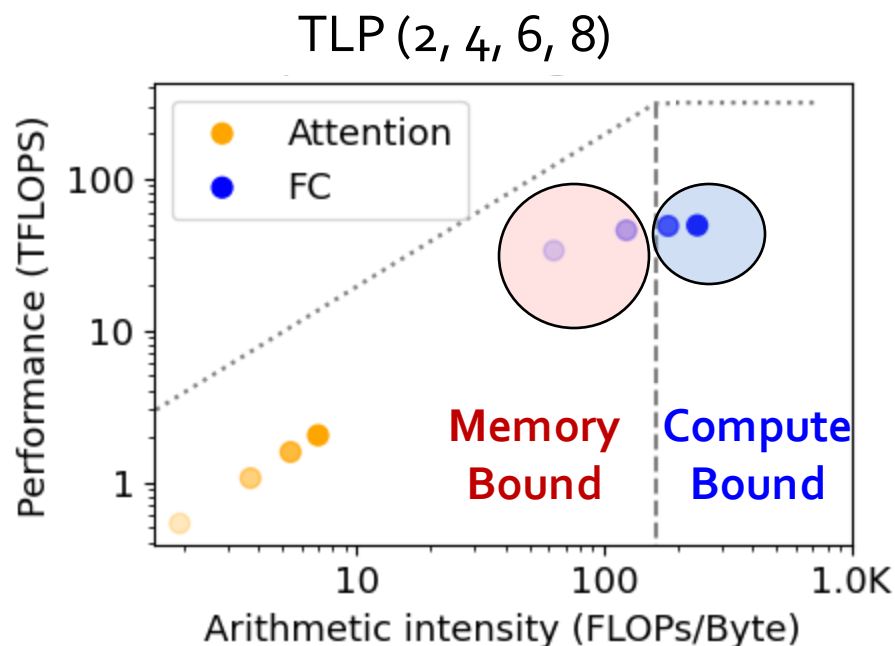 TLP (2, 4, 6, 8)
Attention
FC
Performance (TFLOPS)
100
10
1
Memory
Bound
Compute
Bound
10
100
1.0K
Arithmetic intensity (FLOPs/Byte)